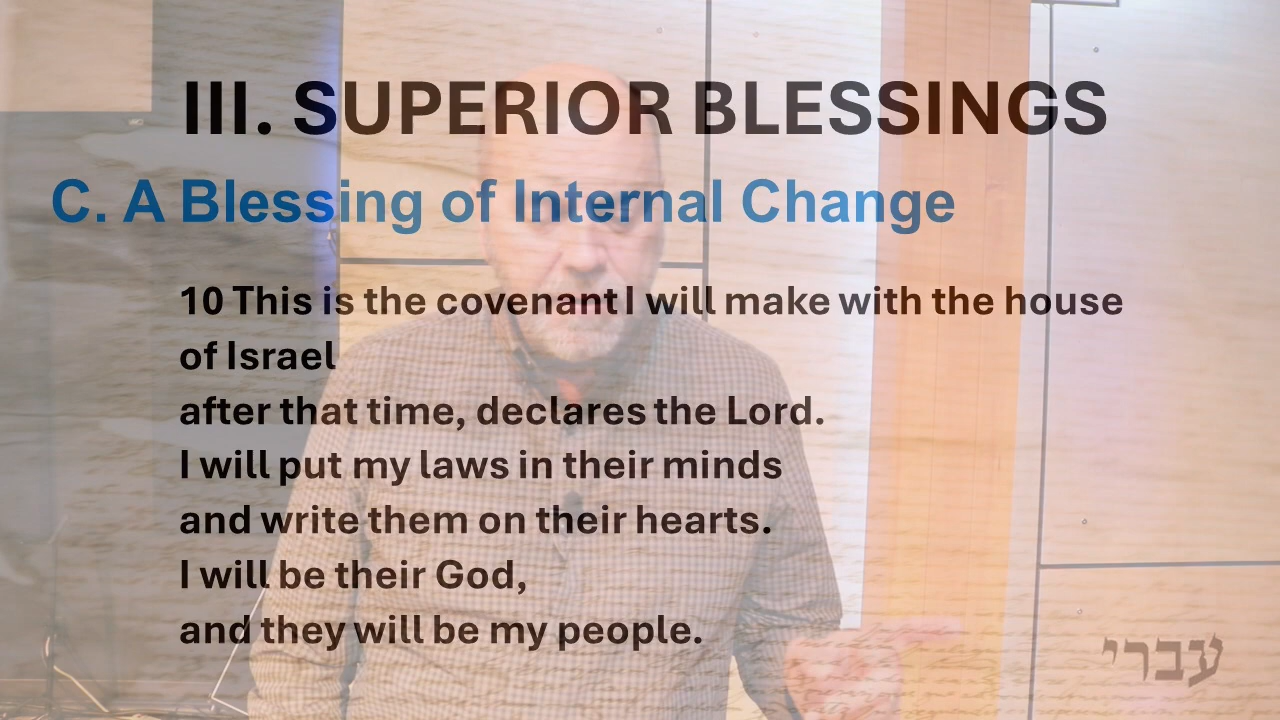 III. SUPERIOR BLESSINGS
C. A Blessing of Internal Change
10 This is the covenant I will make with the house
of Israel
after that time, declares the Lord.
I will put my laws in their minds
and write them on their hearts.
I will be their God,
and they will be my people.
עברי